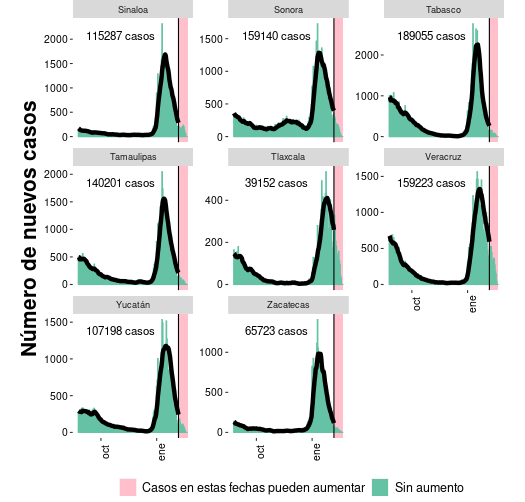 Sinaloa
Sonora
Tabasco
115287 casos
159140 casos
189055 casos
2000
1500
1000
500
0
1500
1000
500
0
2000
1000
0
Tamaulipas
Tlaxcala
Veracruz
140201 casos
39152 casos
159223 casos
2000
1500
1000
500
0
400
200
0
1500
1000
500
0
Yucatán
Zacatecas
107198 casos
65723 casos
1500
1000
500
0
1000
500
0
oct
ene
oct
ene
oct
ene
Número de nuevos casos
Casos en estas fechas pueden aumentar
Sin aumento